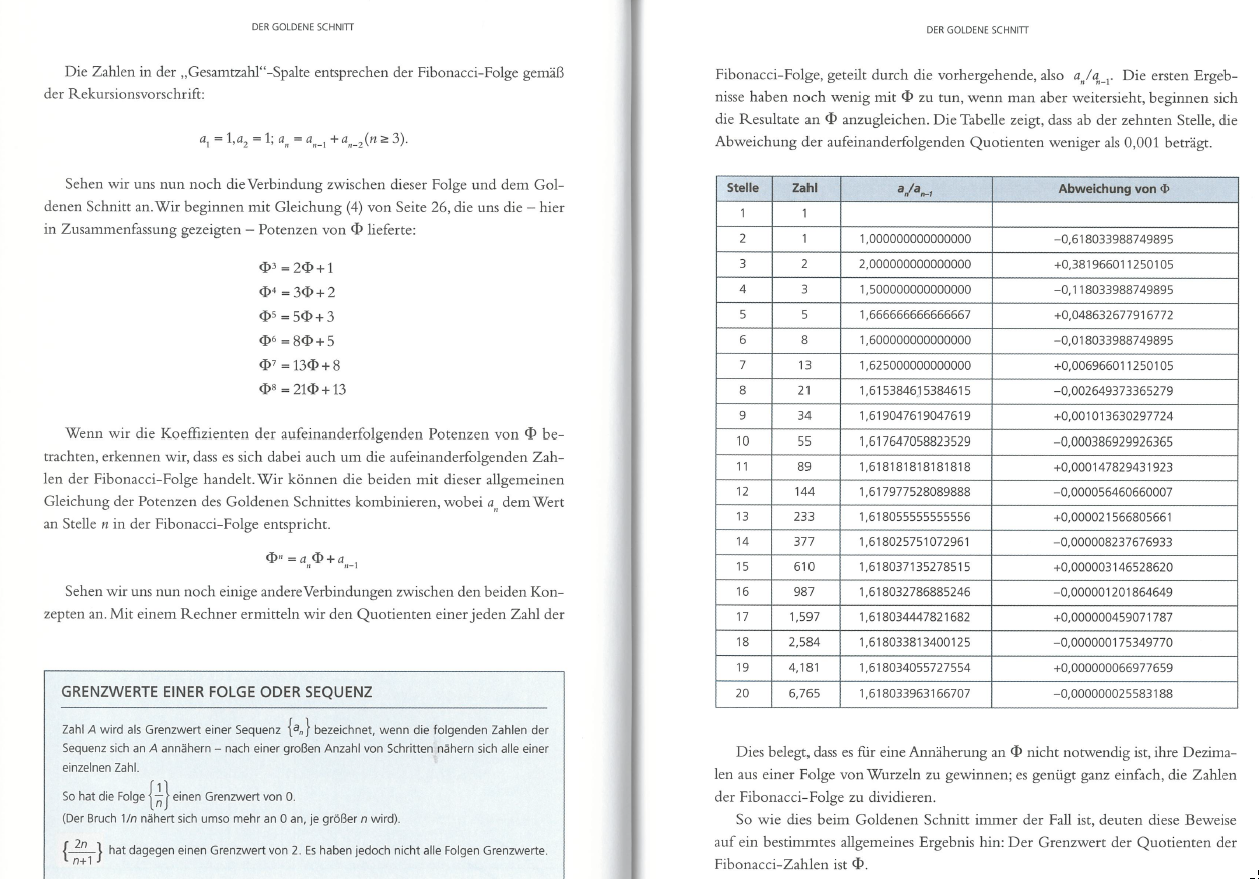 DER GOLDENE SCHNITT
Die Zahlen in der „Gesamtzahl“-Spalte entsprechen der Fibonacci-Folge gemäß
der Rekursionsvorschrift:
a₁ = 1, a₂ = 1; aₙ = aₙ₋₁ + aₙ₋₂ (n ≥ 3).
Sehen wir uns nun noch die Verbindung zwischen dieser Folge und dem Gol-
denen Schnitt an. Wir beginnen mit Gleichung (4) von Seite 26, die uns die – hier
in Zusammenfassung gezeigten – Potenzen von Φ lieferte:
Φ³ = 2Φ + 1
Φ⁴ = 3Φ + 2
Φ⁵ = 5Φ + 3
Φ⁶ = 8Φ + 5
Φ⁷ = 13Φ + 8
Φ⁸ = 21Φ + 13
Wenn wir die Koeffizienten der aufeinanderfolgenden Potenzen von Φ be-
trachten, erkennen wir, dass es sich dabei auch um die aufeinanderfolgenden Zah-
len der Fibonacci-Folge handelt. Wir können die beiden mit dieser allgemeinen
Gleichung der Potenzen des Goldenen Schnittes kombinieren, wobei aₙ dem Wert
an Stelle n in der Fibonacci-Folge entspricht.
Φⁿ = aₙΦ + aₙ₋₁
Sehen wir uns nun noch einige andere Verbindungen zwischen den beiden Kon-
zepten an. Mit einem Rechner ermitteln wir den Quotienten einer jeden Zahl der
GRENZWERTE EINER FOLGE ODER SEQUENZ
Zahl A wird als Grenzwert einer Sequenz {aₙ} bezeichnet, wenn die folgenden Zahlen der
Sequenz sich an A annähern – nach einer großen Anzahl von Schritten nähern sich alle einer
einzelnen Zahl.
So hat die Folge {1/n} einen Grenzwert von 0.
(Der Bruch 1/n nähert sich umso mehr an 0 an, je größer n wird).
{2n/n+1} hat dagegen einen Grenzwert von 2. Es haben jedoch nicht alle Folgen Grenzwerte.
DER GOLDENE SCHNITT
Fibonacci-Folge, geteilt durch die vorhergehende, also aₙ/aₙ₋₁. Die ersten Ergeb-
nisse haben noch wenig mit Φ zu tun, wenn man aber weitersieht, beginnen sich
die Resultate an Φ anzugleichen. Die Tabelle zeigt, dass ab der zehnten Stelle, die
Abweichung der aufeinanderfolgenden Quotienten weniger als 0,001 beträgt.
Stelle Zahl aₙ/aₙ₋₁ Abweichung von Φ
1 1
2 1 1,000000000000000 −0,618033988749895
3 2 2,000000000000000 +0,381966011250105
4 3 1,500000000000000 −0,118033988749895
5 5 1,666666666666667 +0,048632677916772
6 8 1,600000000000000 −0,018033988749895
7 13 1,625000000000000 +0,006966011250105
8 21 1,615384615384615 −0,002649373365279
9 34 1,619047619047619 +0,001013630297724
10 55 1,617647058823529 −0,000386929926365
11 89 1,618181818181818 +0,000147829431923
12 144 1,617977528089888 −0,000056460660007
13 233 1,618055555555556 +0,000021566805661
14 377 1,618025751072961 −0,000008237676933
15 610 1,618037135278515 +0,000003146528620
16 987 1,618032786885246 −0,000001201864649
17 1,597 1,618034447821682 +0,000000459071787
18 2,584 1,618033813400125 −0,000000175349770
19 4,181 1,618034055727554 +0,000000066977659
20 6,765 1,618033963166707 −0,000000025583188
Dies belegt, dass es für eine Annäherung an Φ nicht notwendig ist, ihre Dezima-
len aus einer Folge von Wurzeln zu gewinnen; es genügt ganz einfach, die Zahlen
der Fibonacci-Folge zu dividieren.
So wie dies beim Goldenen Schnitt immer der Fall ist, deuten diese Beweise
auf ein bestimmtes allgemeines Ergebnis hin: Der Grenzwert der Quotienten der
Fibonacci-Zahlen ist Φ.